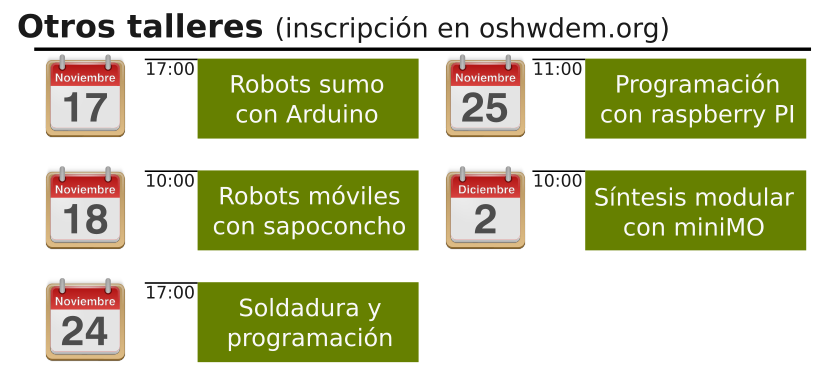 Otros talleres (inscripción en oshwdem.org)
Noviembre
17
17:00
Robots sumo
con Arduino
Noviembre
18
10:00
Robots móviles
con sapoconcho
Noviembre
24
17:00
Soldadura y
programación
Noviembre
25
11:00
Programación
con raspberry PI
Diciembre
2
10:00
Síntesis modular
con miniMO